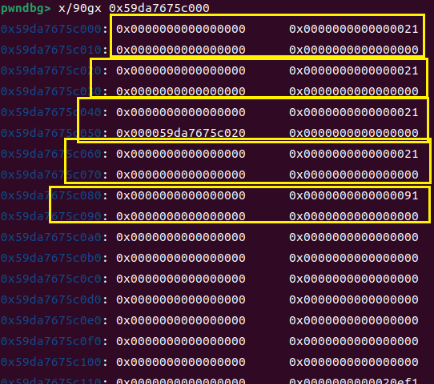 pwndbg> x/90gx 0x59da7675c000
0x59da7675c000: 0x0000000000000000 0x0000000000000021
0x59da7675c010: 0x0000000000000000 0x0000000000000000
0x59da7675c020: 0x0000000000000000 0x0000000000000021
0x59da7675c030: 0x0000000000000000 0x0000000000000000
0x59da7675c040: 0x0000000000000000 0x0000000000000021
0x59da7675c050: 0x000059da7675c020 0x0000000000000000
0x59da7675c060: 0x0000000000000000 0x0000000000000021
0x59da7675c070: 0x0000000000000000 0x0000000000000000
0x59da7675c080: 0x0000000000000000 0x0000000000000091
0x59da7675c090: 0x0000000000000000 0x0000000000000000
0x59da7675c0a0: 0x0000000000000000 0x0000000000000000
0x59da7675c0b0: 0x0000000000000000 0x0000000000000000
0x59da7675c0c0: 0x0000000000000000 0x0000000000000000
0x59da7675c0d0: 0x0000000000000000 0x0000000000000000
0x59da7675c0e0: 0x0000000000000000 0x0000000000000000
0x59da7675c0f0: 0x0000000000000000 0x0000000000000000
0x59da7675c100: 0x0000000000000000 0x0000000000000000
0x59da7675c110: 0x0000000000000000 0x0000000000020ef1